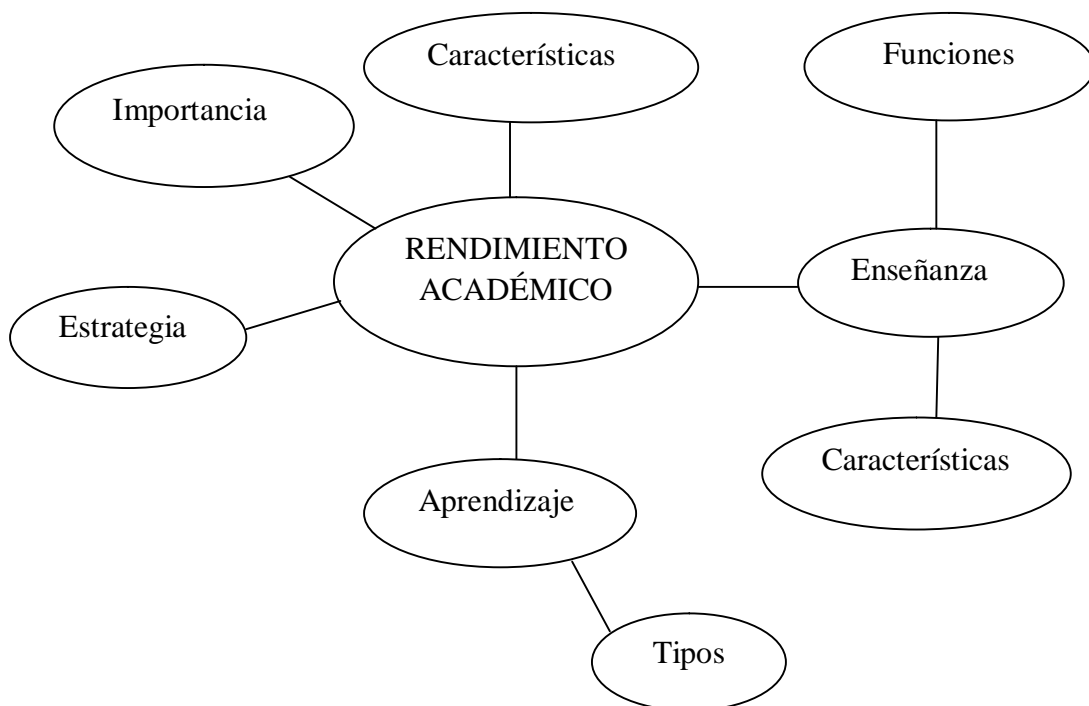 Características
Funciones
Importancia
RENDIMIENTO
ACADÉMICO
Enseñanza
Estrategia
Características
Aprendizaje
Tipos